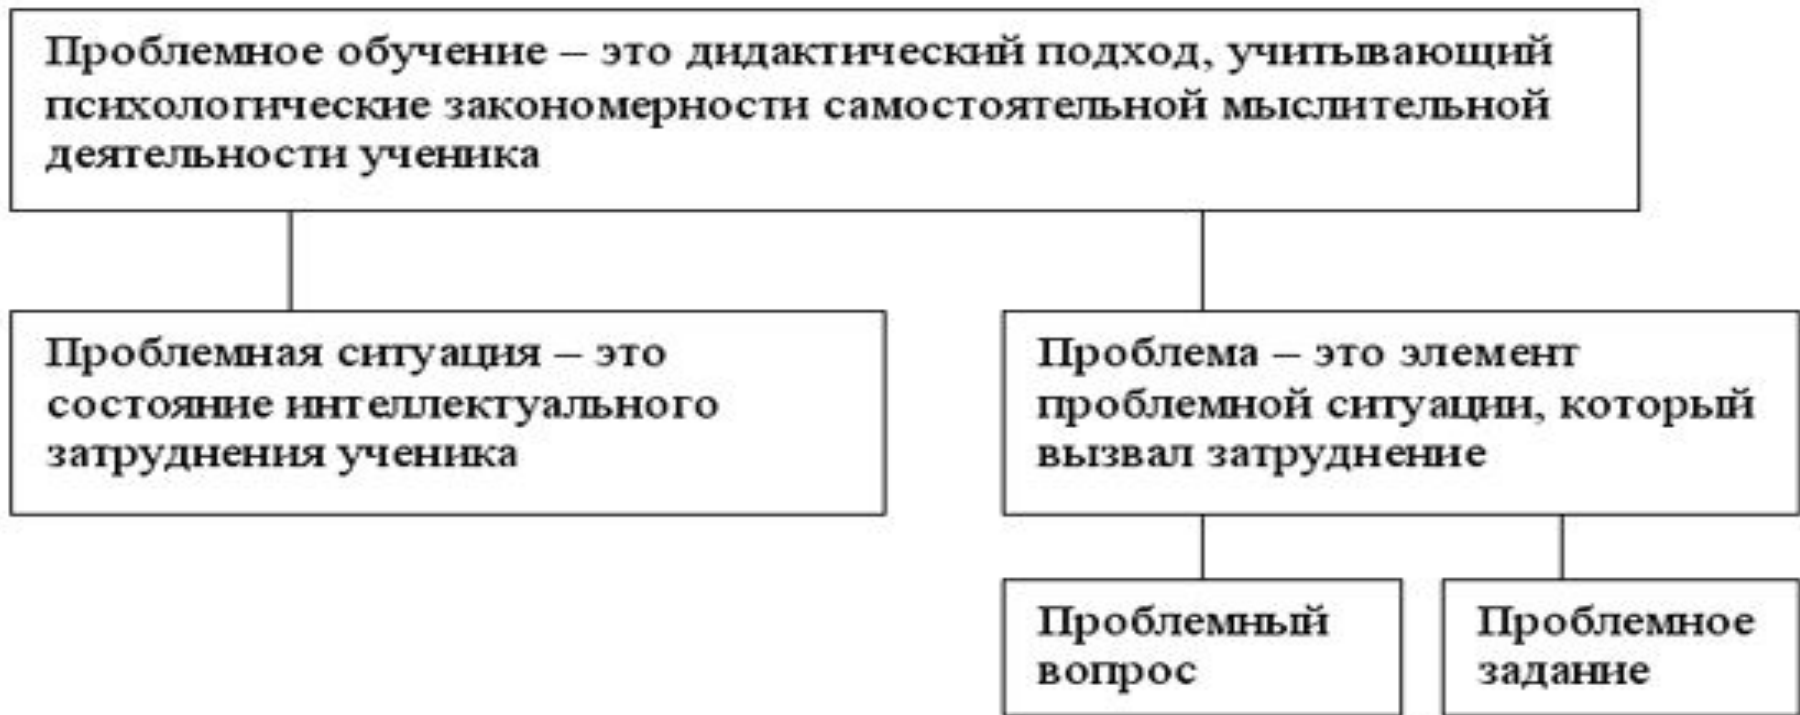 Проблемное обучение – это дидактический подход, учитывающий
психологические закономерности самостоятельной мыслительной
деятельности ученика
Проблемная ситуация – это
состояние интеллектуального
затруднения ученика
Проблема – это элемент
проблемной ситуации, который
вызвал затруднение
Проблемный
вопрос
Проблемное
задание